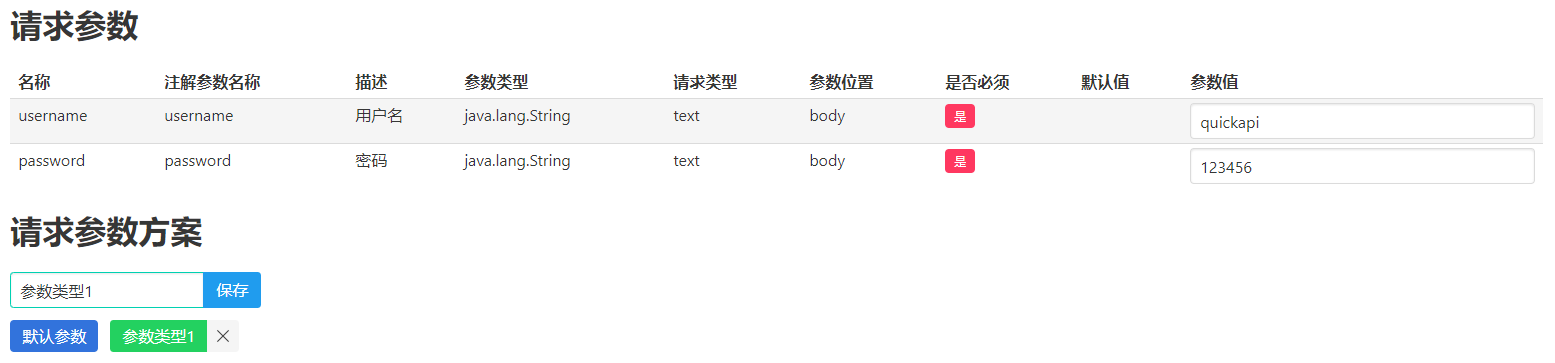 请求参数
名称 注解参数名称 描述 参数类型 请求类型 参数位置 是否必须 默认值 参数值
username username 用户名 java.lang.String text body 是 quickapi
password password 密码 java.lang.String text body 是 123456
请求参数方案
参数类型1 保存
默认参数 参数类型1 ×